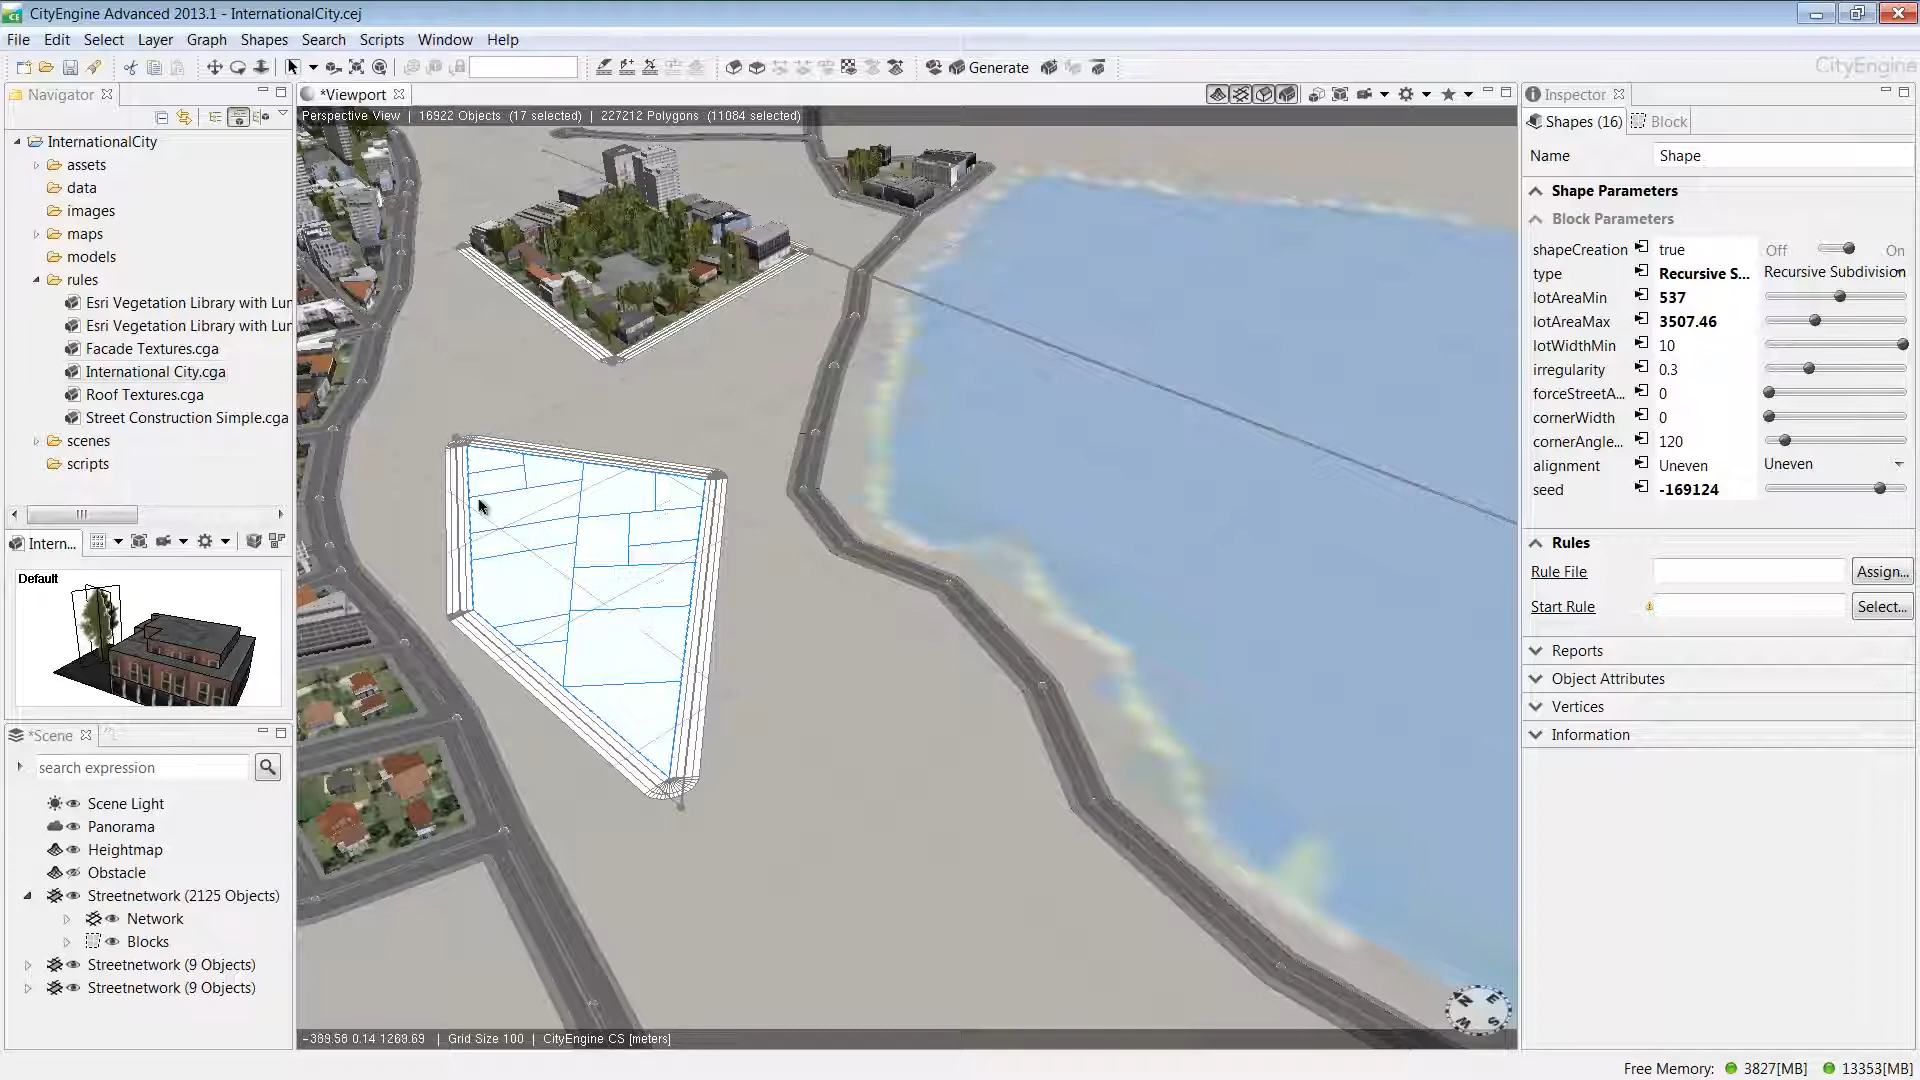 CityEngine Advanced 2013.1 - InternationalCity.cej
File Edit Select Layer Graph Shapes Search Scripts Window Help
Generate
CityEngine
Navigator
InternationalCity
assets
data
images
maps
models
rules
Esri Vegetation Library with Lur
Esri Vegetation Library with Lur
Facade Textures.cga
International City.cga
Roof Textures.cga
Street Construction Simple.cga
scenes
scripts
Intern...
Default
*Scene
search expression
Scene Light
Panorama
Heightmap
Obstacle
Streetnetwork (2125 Objects)
Network
Blocks
Streetnetwork (9 Objects)
Streetnetwork (9 Objects)
*Viewport
Perspective View | 16922 Objects (17 selected) | 227212 Polygons (11084 selected)
N E S W
-389.58 0.14 1269.69 | Grid Size 100 | CityEngine CS [meters]
Inspector
Shapes (16) Block
Name Shape
Shape Parameters
Block Parameters
shapeCreation true Off On
type Recursive S... Recursive Subdivision
lotAreaMin 537
lotAreaMax 3507.46
lotWidthMin 10
irregularity 0.3
forceStreetA... 0
cornerWidth 0
cornerAngle... 120
alignment Uneven Uneven
seed -169124
Rules
Rule File Assign...
Start Rule Select...
Reports
Object Attributes
Vertices
Information
Free Memory: 3827[MB] 13353[MB]